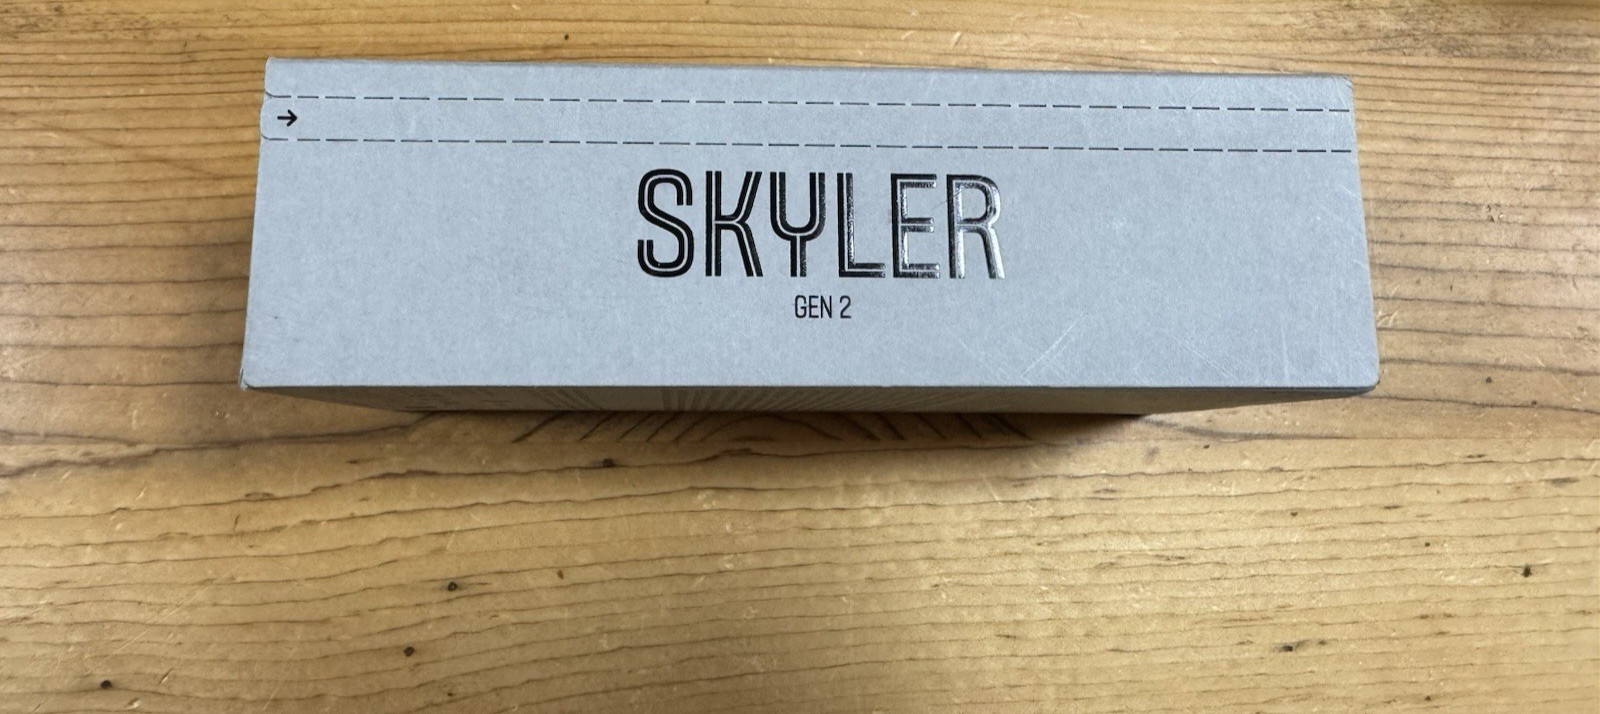 →
SKYLER
GEN 2